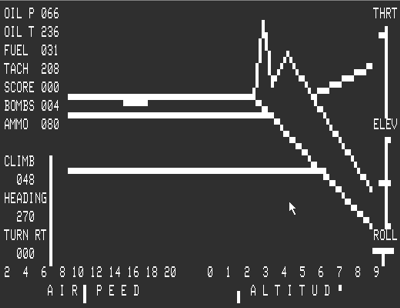 OIL P 066 THRT
OIL T 236
FUEL 031
TACH 208
SCORE 000
BOMBS 004
AMMO 080 ELEV
CLIMB
048
HEADING
270
TURN RT ROLL
000
2 4 6 8 10 12 14 16 18 20 0 1 2 3 4 5 6 7 8 9
AIR PEED ALTITUD